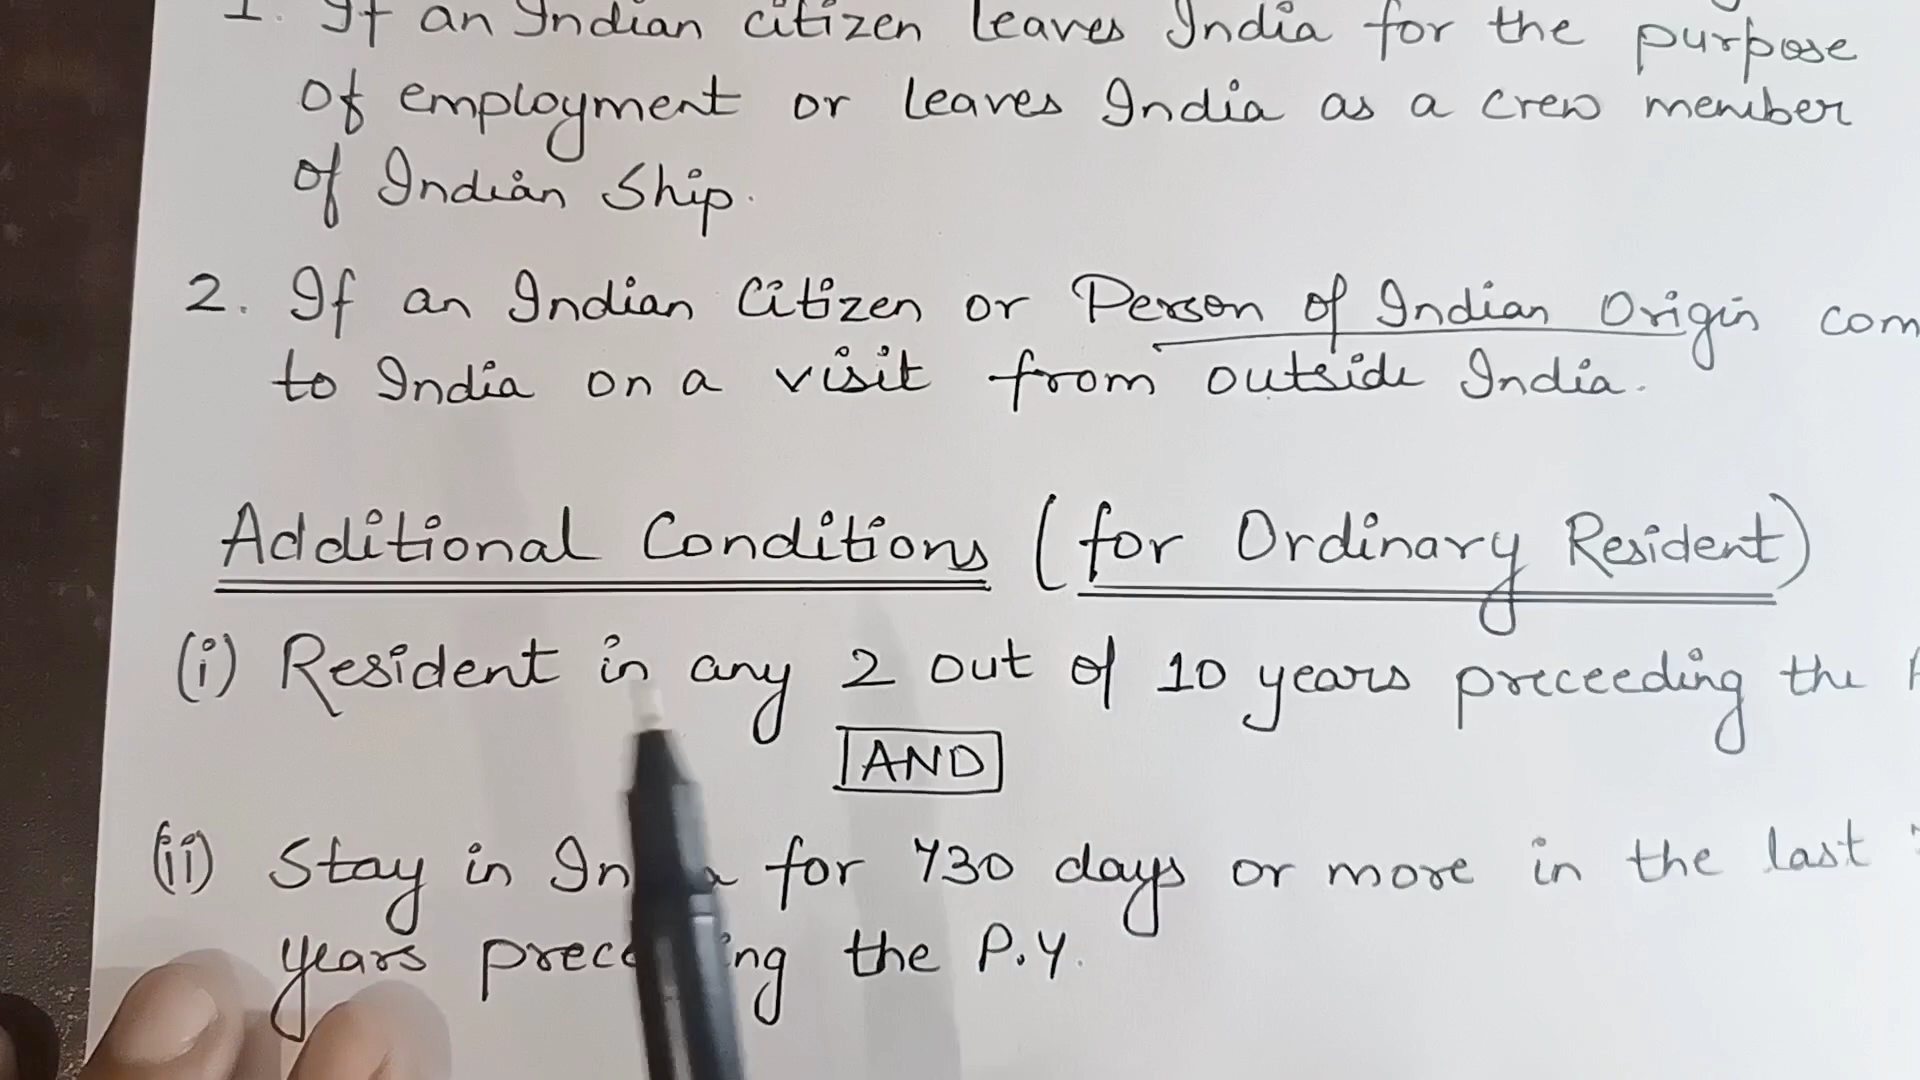 1. If an Indian citizen leaves India for the purpose
of employment or leaves India as a crew member
of Indian Ship.
2. If an Indian Citizen or Person of Indian Origin com
to India on a visit from outside India.
Additional Conditions (for Ordinary Resident)
(i) Resident in any 2 out of 10 years preceeding the
AND
(ii) Stay in for 730 days or more in the last
years the P.Y.